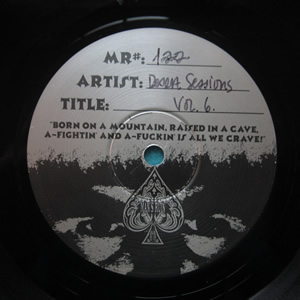 MR#: 122
ARTIST: Desert Sessions
TITLE: Vol. 6.
"BORN ON A MOUNTAIN, RAISED IN A CAVE,
A-FIGHTIN' AND A-FUCKIN' IS ALL WE CRAVE!"